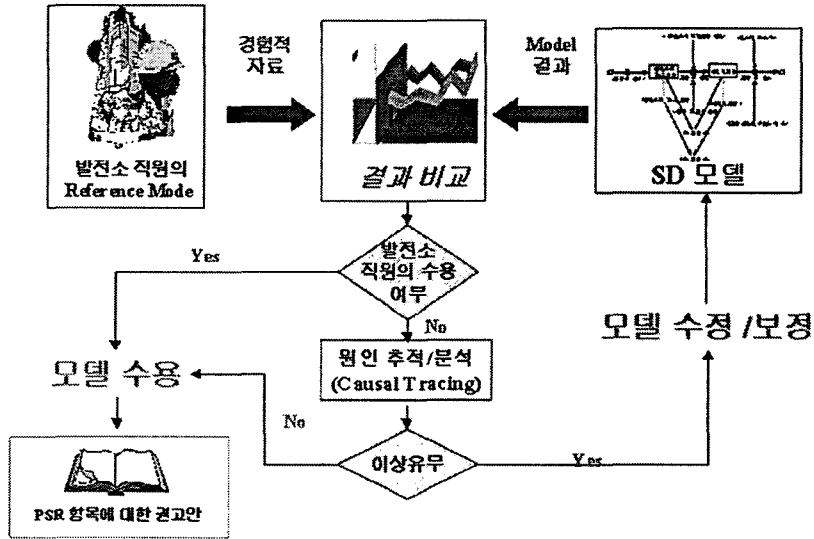 경험적
자료
Model
결과
발전소 직원의
Reference Mode
결과 비교
SD 모델
발전소
직원의 수용
여부
Yes
No
원인 추적/분석
(Causal Tracing)
모델 수정 /보정
모델 수용
No
이상유무
Yes
PSR 항목에 대한 권고안